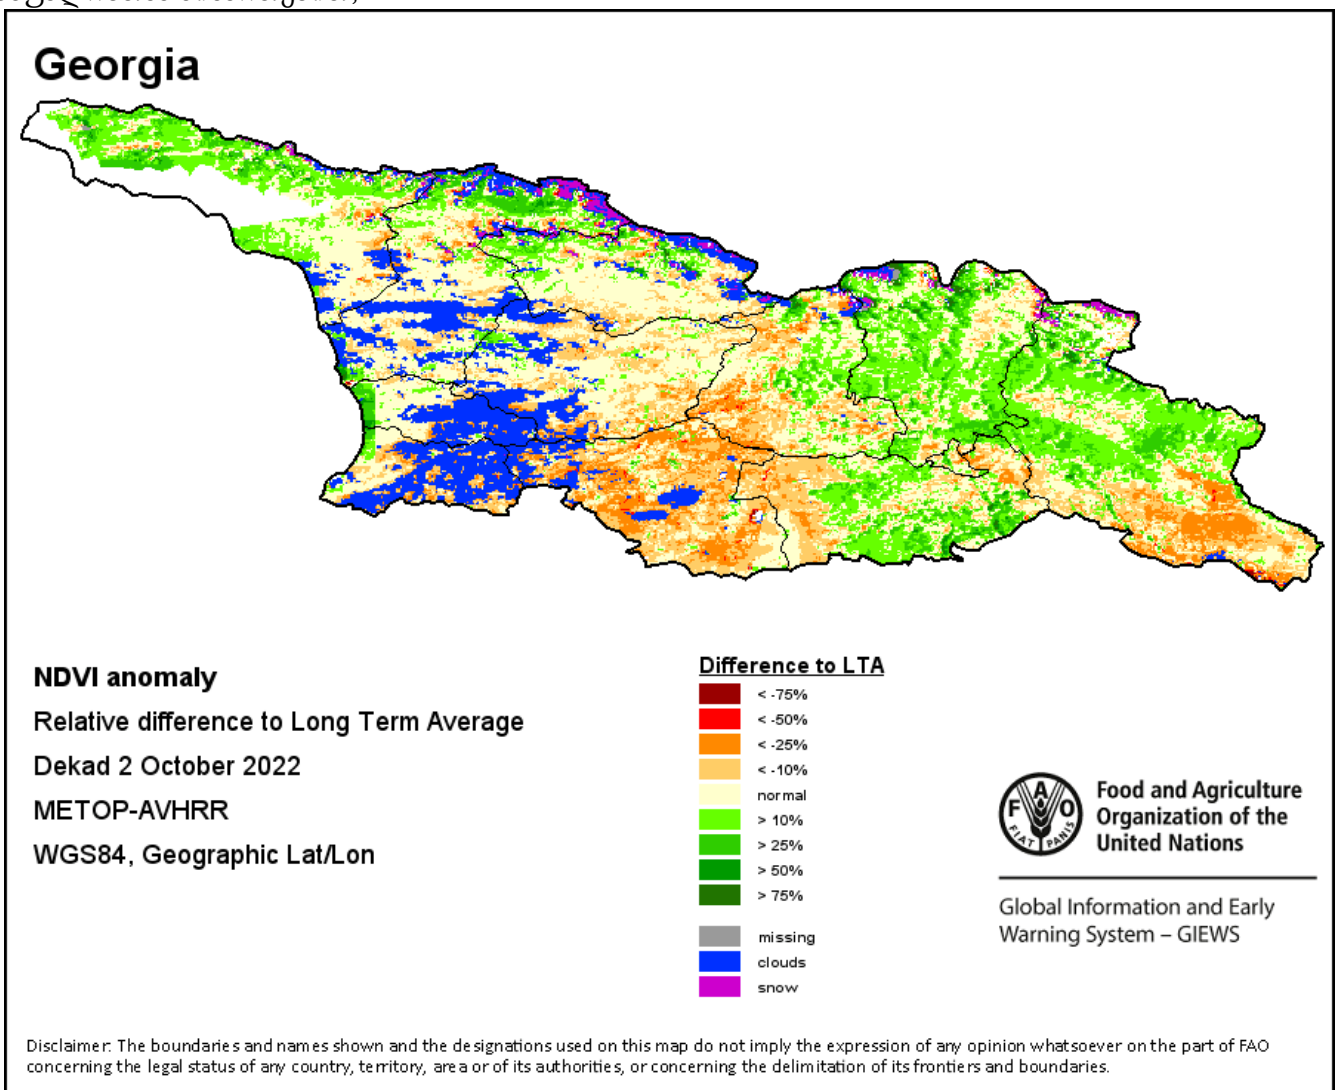 Georgia
NDVI anomaly
Relative difference to Long Term Average
Dekad 2 October 2022
METOP-AVHRR
WGS84, Geographic Lat/Lon
Difference to LTA
< -75%
< -50%
< -25%
< -10%
normal
> 10%
> 25%
> 50%
> 75%
missing
clouds
snow
F A O
FIAT PANIS
Food and Agriculture
Organization of the
United Nations
Global Information and Early
Warning System – GIEWS
Disclaimer: The boundaries and names shown and the designations used on this map do not imply the expression of any opinion whatsoever on the part of FAO
concerning the legal status of any country, territory, area or of its authorities, or concerning the delimitation of its frontiers and boundaries.